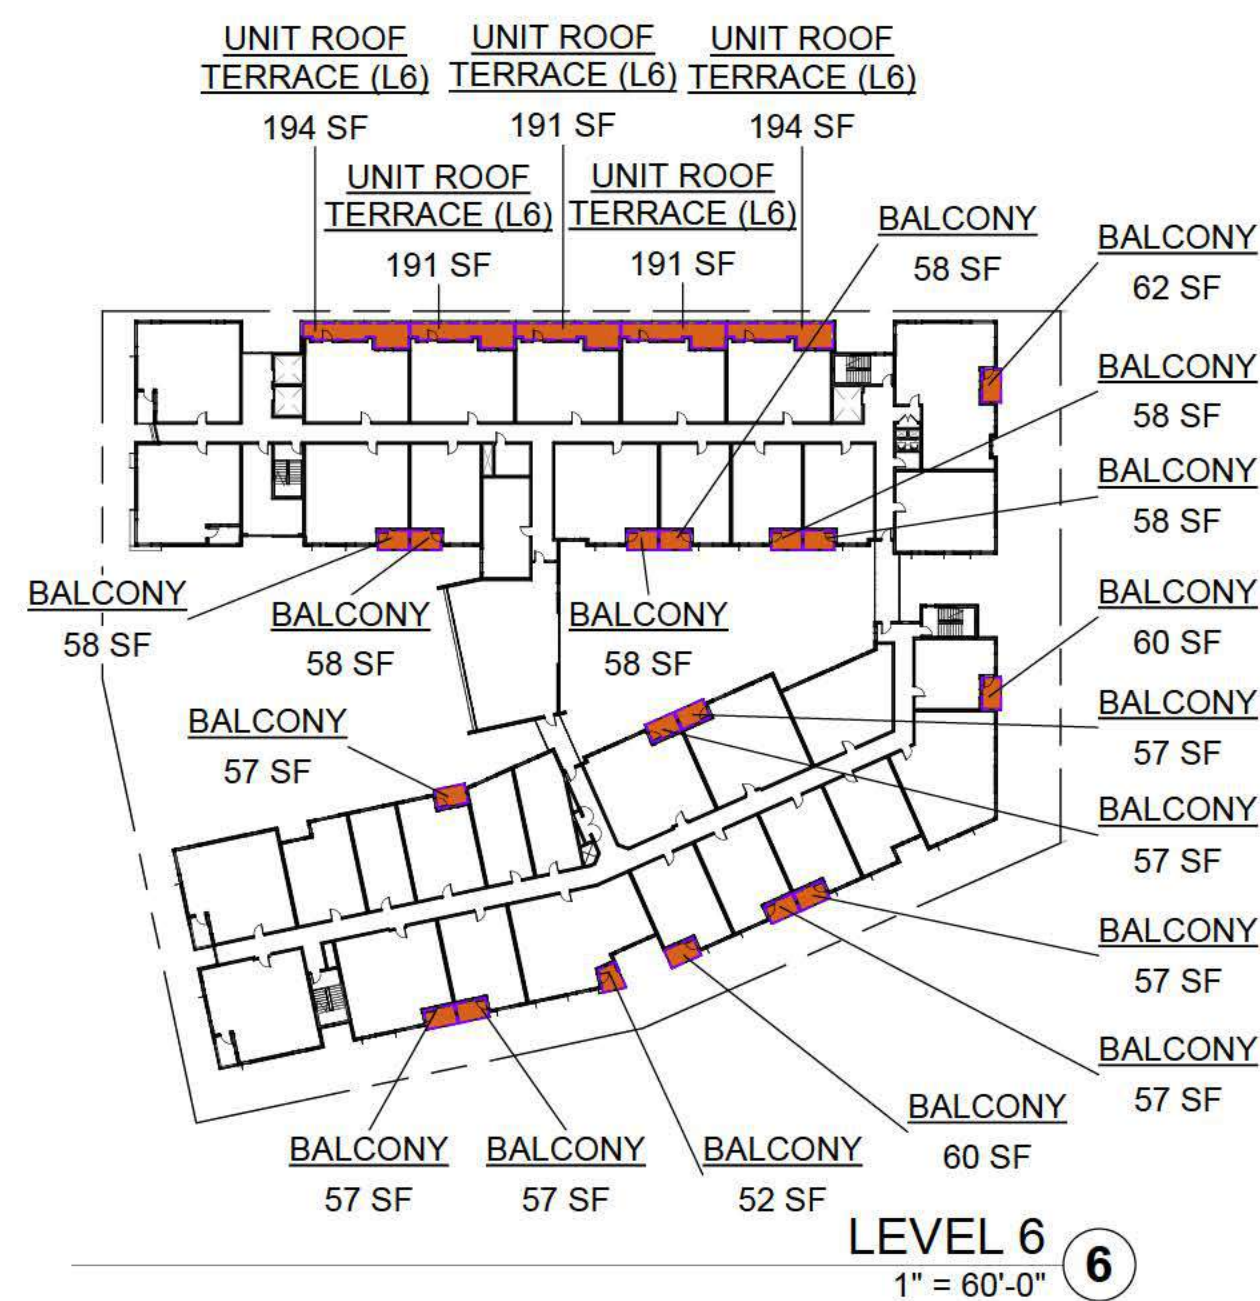 UNIT ROOF
TERRACE (L6)
194 SF
UNIT ROOF
TERRACE (L6)
191 SF
UNIT ROOF
TERRACE (L6)
194 SF
UNIT ROOF
TERRACE (L6)
191 SF
UNIT ROOF
TERRACE (L6)
191 SF
BALCONY
58 SF
BALCONY
62 SF
BALCONY
58 SF
BALCONY
58 SF
BALCONY
58 SF
BALCONY
58 SF
BALCONY
58 SF
BALCONY
60 SF
BALCONY
57 SF
BALCONY
57 SF
BALCONY
57 SF
BALCONY
57 SF
BALCONY
57 SF
BALCONY
60 SF
BALCONY
57 SF
BALCONY
57 SF
BALCONY
52 SF
LEVEL 6
1" = 60'-0"
6